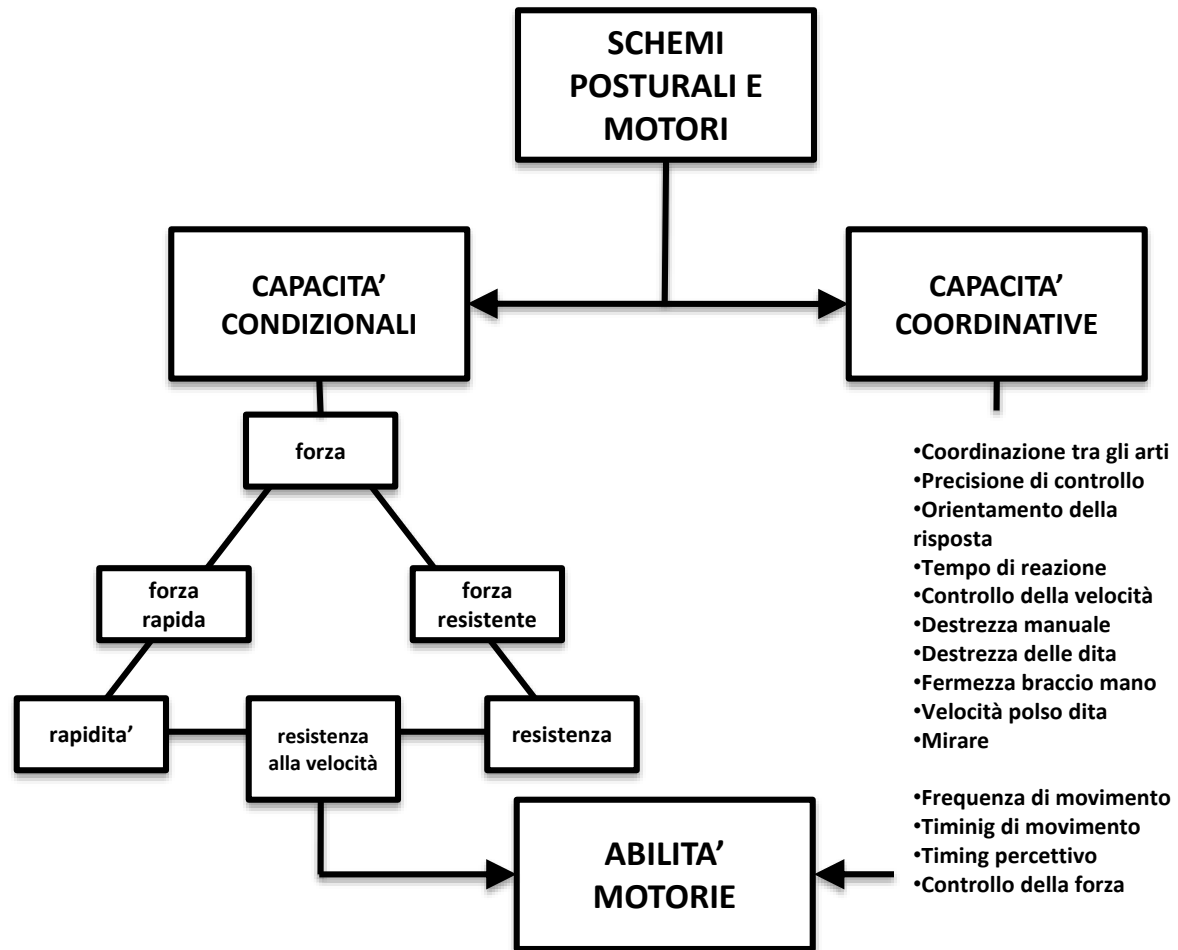 SCHEMI
POSTURALI E
MOTORI
CAPACITA’
CONDIZIONALI
CAPACITA’
COORDINATIVE
forza
forza
rapida
forza
resistente
rapidita’
resistenza
alla velocità
resistenza
•Coordinazione tra gli arti
•Precisione di controllo
•Orientamento della
risposta
•Tempo di reazione
•Controllo della velocità
•Destrezza manuale
•Destrezza delle dita
•Fermezza braccio mano
•Velocità polso dita
•Mirare
•Frequenza di movimento
•Timinig di movimento
•Timing percettivo
•Controllo della forza
ABILITA’
MOTORIE